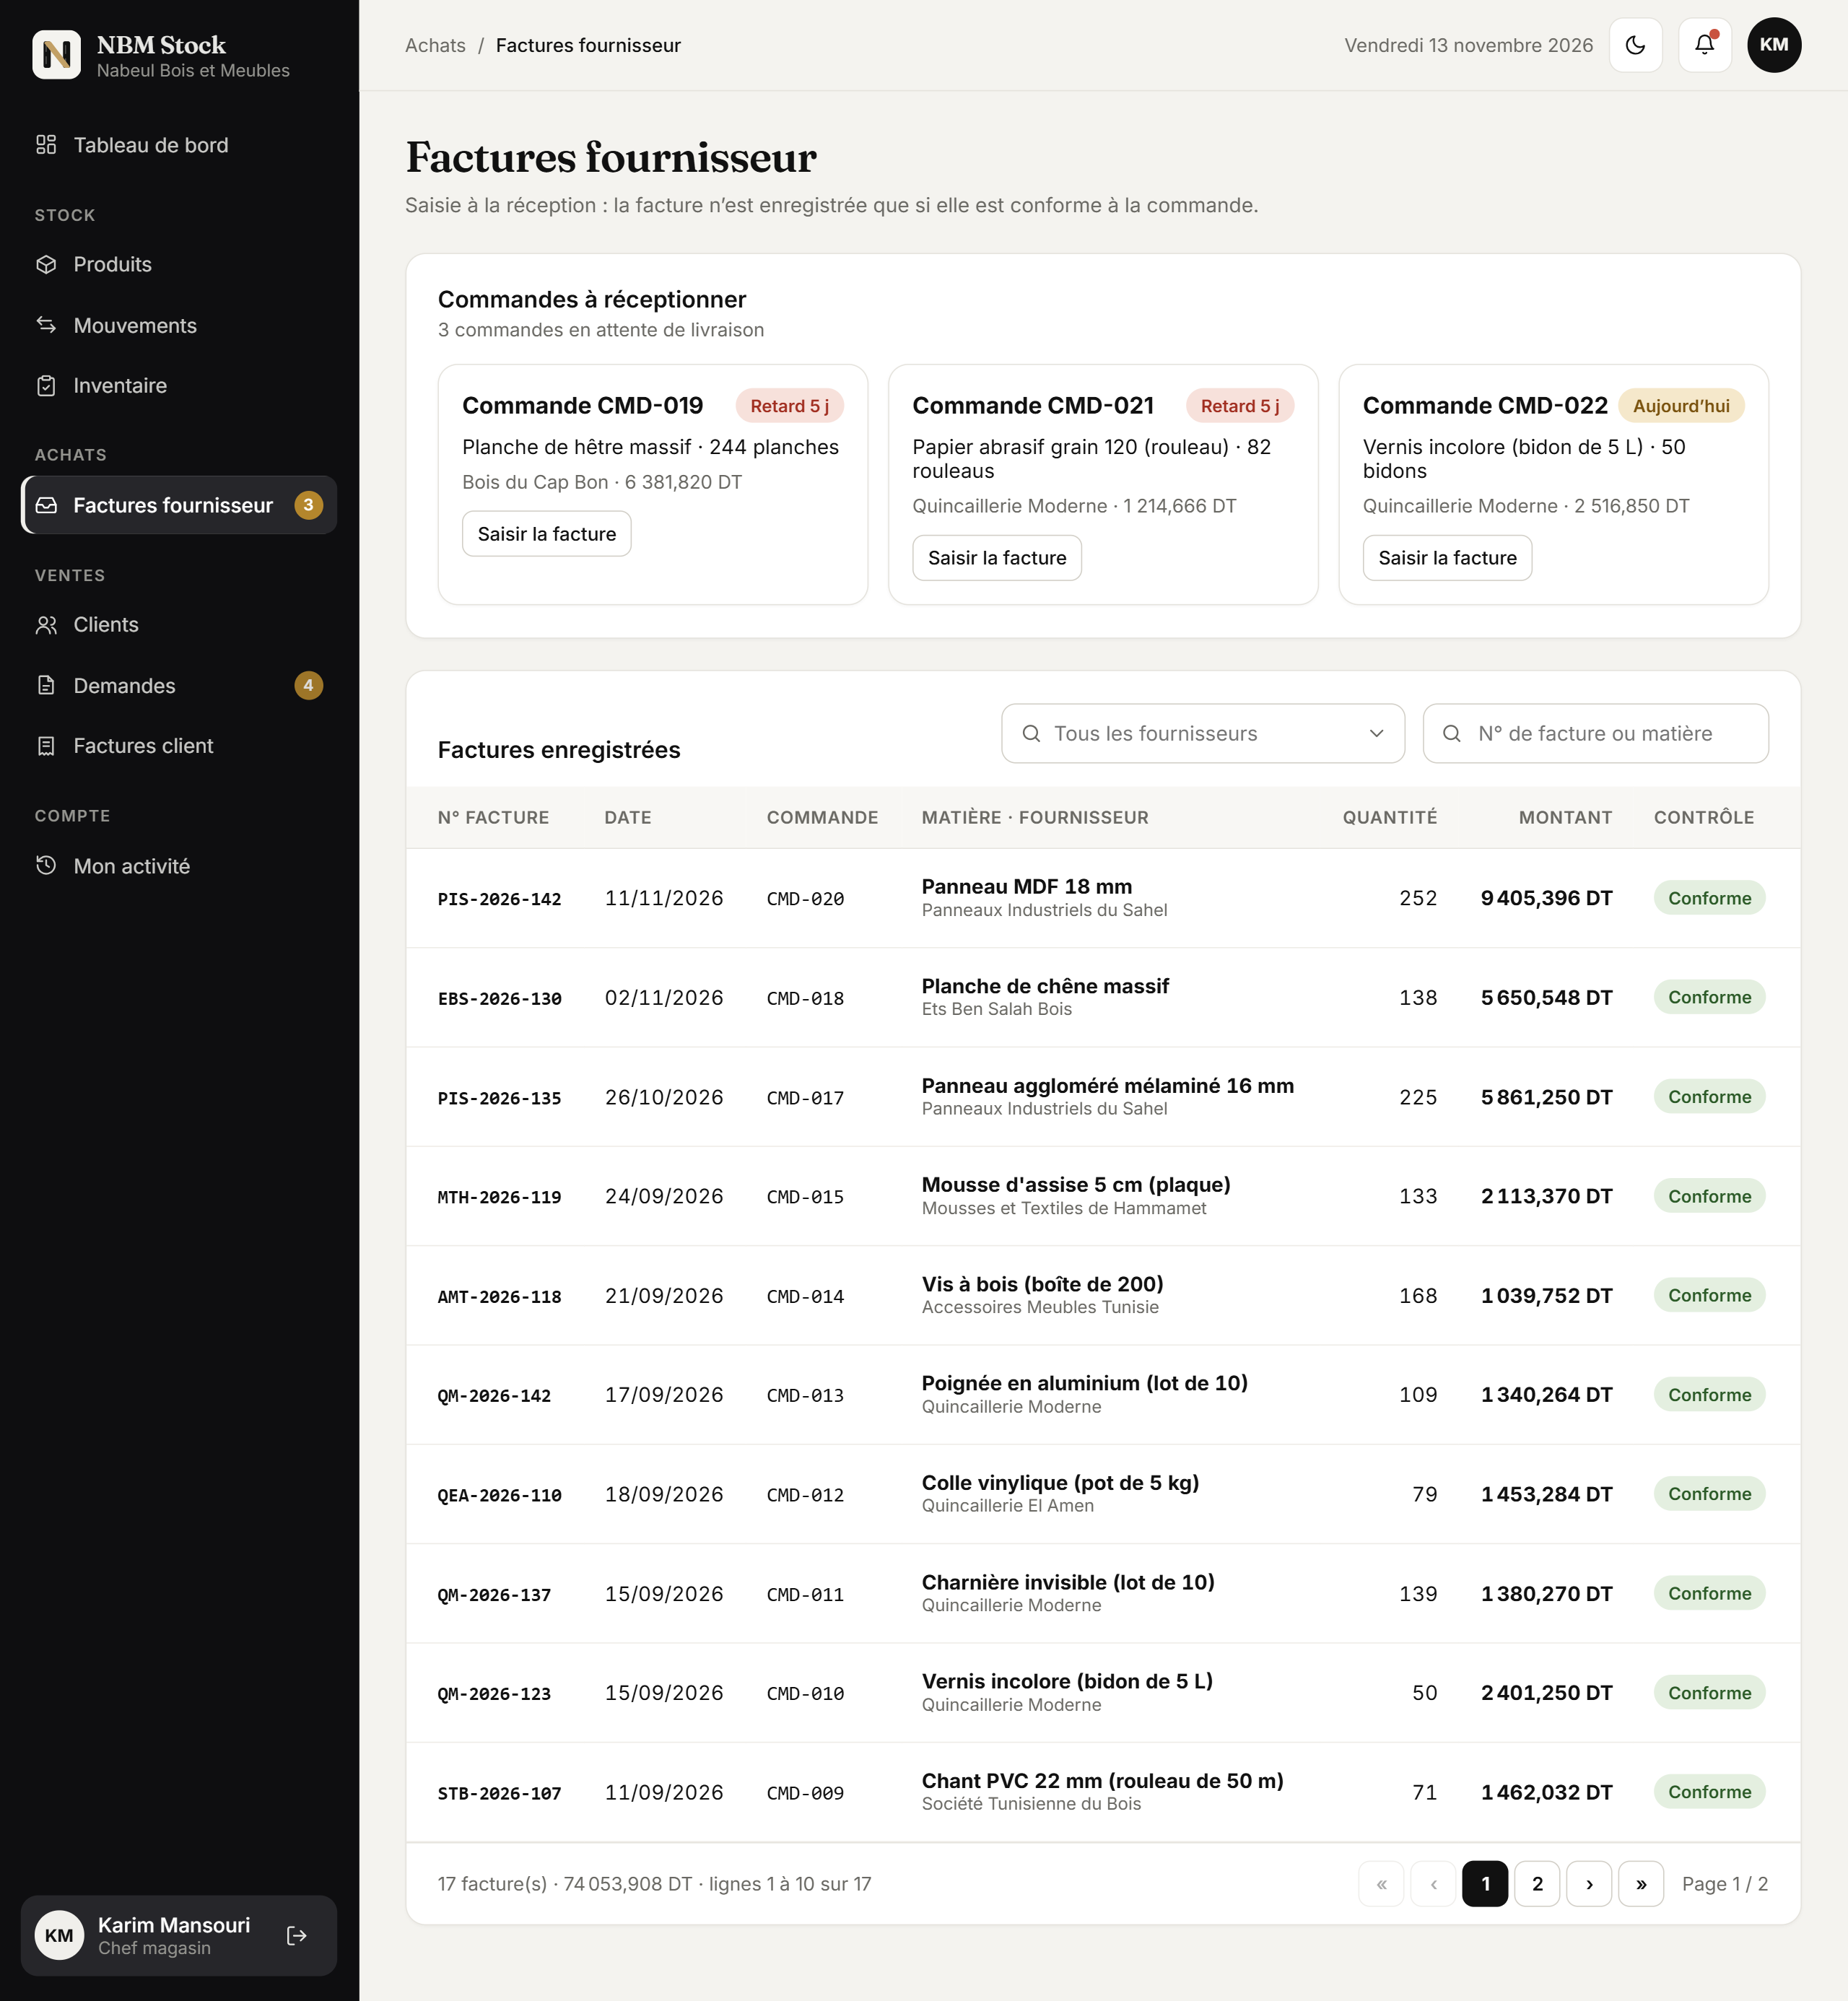 NBM Stock
Nabeul Bois et Meubles
Tableau de bord
STOCK
Produits
Mouvements
Inventaire
ACHATS
Factures fournisseur 3
VENTES
Clients
Demandes 4
Factures client
COMPTE
Mon activité
KM
Karim Mansouri
Chef magasin
Achats / Factures fournisseur
Vendredi 13 novembre 2026
KM
Factures fournisseur
Saisie à la réception : la facture n’est enregistrée que si elle est conforme à la commande.
Commandes à réceptionner
3 commandes en attente de livraison
Commande CMD-019 Retard 5 j
Planche de hêtre massif · 244 planches
Bois du Cap Bon · 6 381,820 DT
Saisir la facture
Commande CMD-021 Retard 5 j
Papier abrasif grain 120 (rouleau) · 82
rouleaus
Quincaillerie Moderne · 1 214,666 DT
Saisir la facture
Commande CMD-022 Aujourd’hui
Vernis incolore (bidon de 5 L) · 50
bidons
Quincaillerie Moderne · 2 516,850 DT
Saisir la facture
Factures enregistrées
Tous les fournisseurs
N° de facture ou matière
N° FACTURE DATE COMMANDE MATIÈRE · FOURNISSEUR QUANTITÉ MONTANT CONTRÔLE
PIS-2026-142 11/11/2026 CMD-020 Panneau MDF 18 mm 252 9 405,396 DT Conforme
Panneaux Industriels du Sahel
EBS-2026-130 02/11/2026 CMD-018 Planche de chêne massif 138 5 650,548 DT Conforme
Ets Ben Salah Bois
PIS-2026-135 26/10/2026 CMD-017 Panneau aggloméré mélaminé 16 mm 225 5 861,250 DT Conforme
Panneaux Industriels du Sahel
MTH-2026-119 24/09/2026 CMD-015 Mousse d'assise 5 cm (plaque) 133 2 113,370 DT Conforme
Mousses et Textiles de Hammamet
AMT-2026-118 21/09/2026 CMD-014 Vis à bois (boîte de 200) 168 1 039,752 DT Conforme
Accessoires Meubles Tunisie
QM-2026-142 17/09/2026 CMD-013 Poignée en aluminium (lot de 10) 109 1 340,264 DT Conforme
Quincaillerie Moderne
QEA-2026-110 18/09/2026 CMD-012 Colle vinylique (pot de 5 kg) 79 1 453,284 DT Conforme
Quincaillerie El Amen
QM-2026-137 15/09/2026 CMD-011 Charnière invisible (lot de 10) 139 1 380,270 DT Conforme
Quincaillerie Moderne
QM-2026-123 15/09/2026 CMD-010 Vernis incolore (bidon de 5 L) 50 2 401,250 DT Conforme
Quincaillerie Moderne
STB-2026-107 11/09/2026 CMD-009 Chant PVC 22 mm (rouleau de 50 m) 71 1 462,032 DT Conforme
Société Tunisienne du Bois
17 facture(s) · 74 053,908 DT · lignes 1 à 10 sur 17
« ‹ 1 2 › » Page 1 / 2